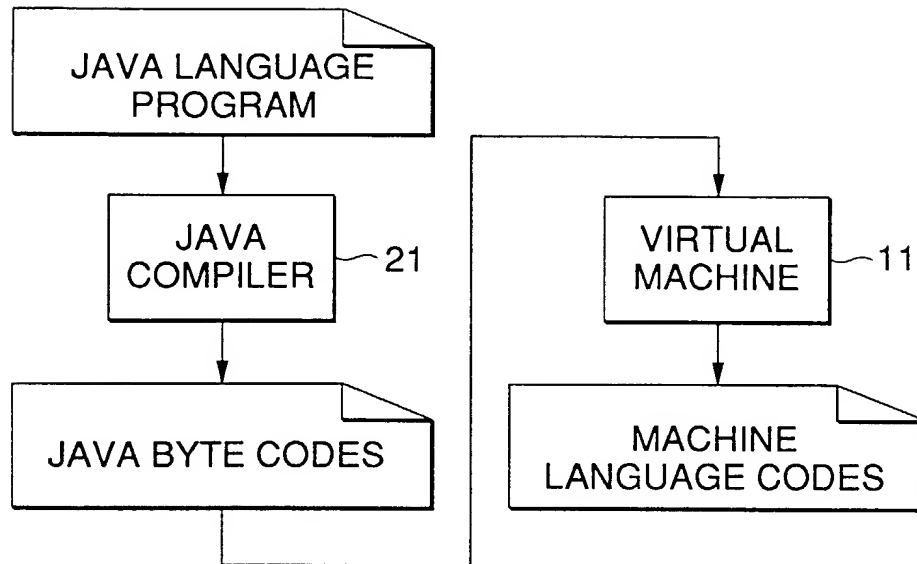 JAVA LANGUAGE
PROGRAM
JAVA
COMPILER
21
JAVA BYTE CODES
VIRTUAL
MACHINE
11
MACHINE
LANGUAGE CODES